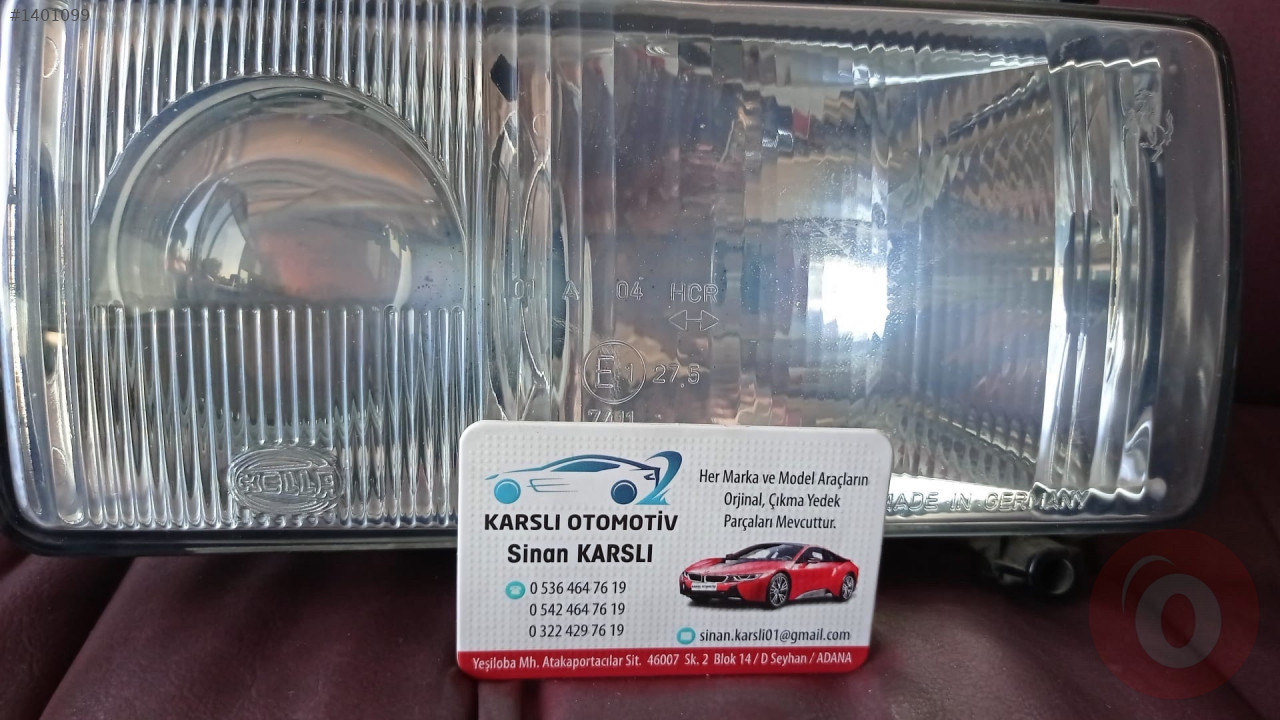 #1401099
01 A 04 HCR
E1 27.5
7411
HELLA
MADE IN GERMANY
KARSLI OTOMOTİV
Sinan KARSLI
0 536 464 76 19
0 542 464 76 19
0 322 429 76 19
Her Marka ve Model Araçların
Orjinal, Çıkma Yedek
Parçaları Mevcuttur.
sinan.karsli01@gmail.com
Yeşiloba Mh. Atakaportacılar Sit. 46007 Sk. 2 Blok 14 / D Seyhan / ADANA